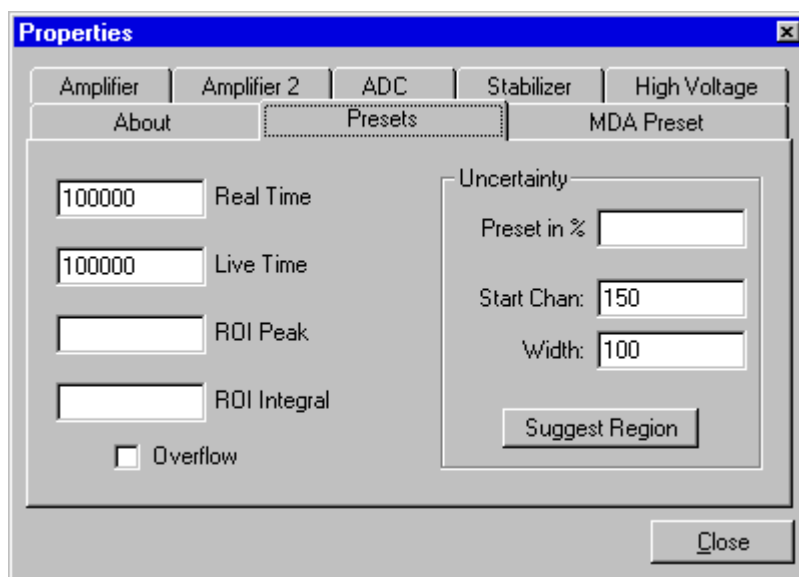 Properties
Amplifier Amplifier 2 ADC Stabilizer High Voltage
About Presets MDA Preset
100000 Real Time
100000 Live Time
ROI Peak
ROI Integral
Overflow
Uncertainty
Preset in %
Start Chan: 150
Width: 100
Suggest Region
Close